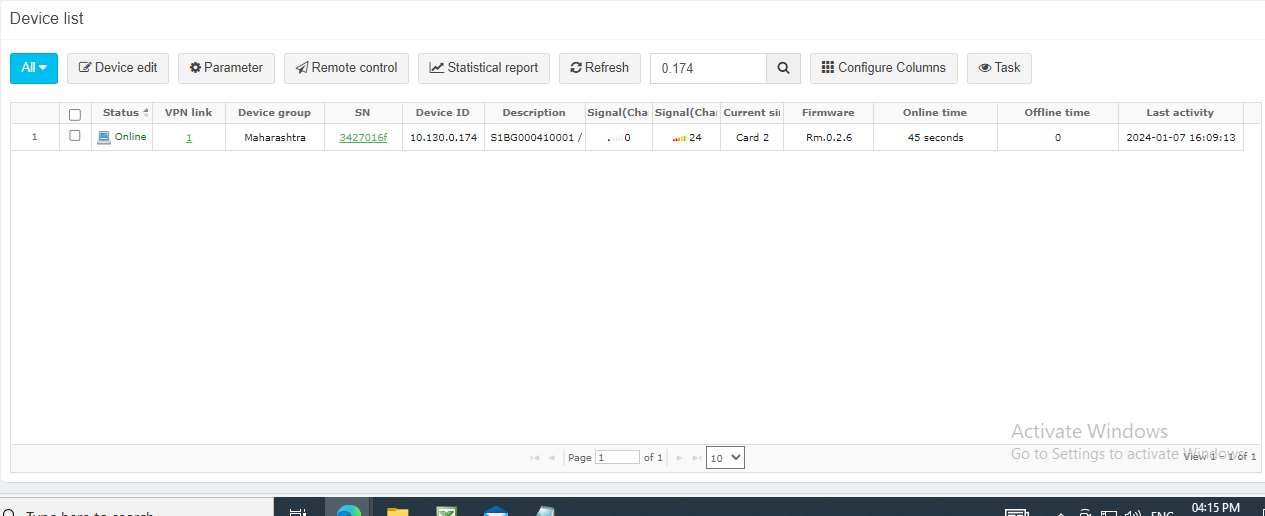 Device list
All Device edit Parameter Remote control Statistical report Refresh 0.174 Configure Columns Task
Status VPN link Device group SN Device ID Description Signal(Cha Signal(Cha Current si Firmware Online time Offline time Last activity
1 Online 1 Maharashtra 3427016f 10.130.0.174 S1BG000410001 / 0 24 Card 2 Rm.0.2.6 45 seconds 0 2024-01-07 16:09:13
Activate Windows
Go to Settings to activate Windows.
Page 1 of 1 10 View 1 - 1 of 1
Type here to search ENG 04:15 PM